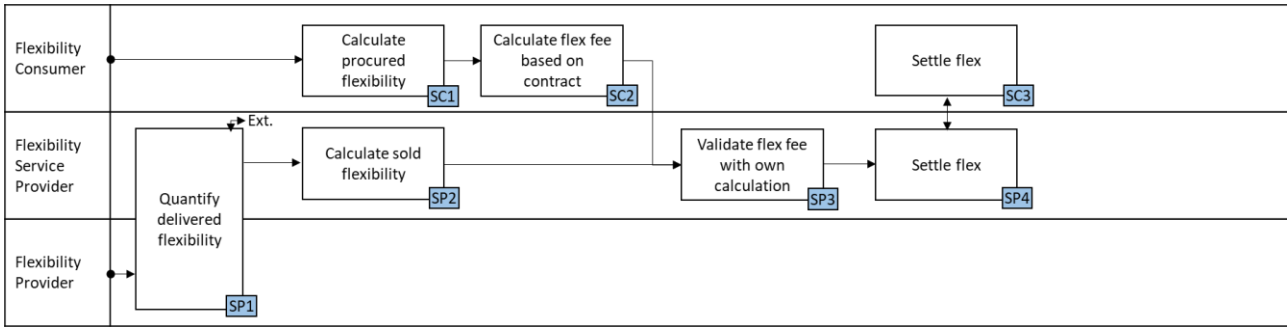 Flexibility
Consumer
Calculate
procured
flexibility
SC1
Calculate flex fee
based on
contract
SC2
Settle flex
SC3
Flexibility
Service
Provider
Ext.
Quantify
delivered
flexibility
SP1
Calculate sold
flexibility
SP2
Validate flex fee
with own
calculation
SP3
Settle flex
SP4
Flexibility
Provider